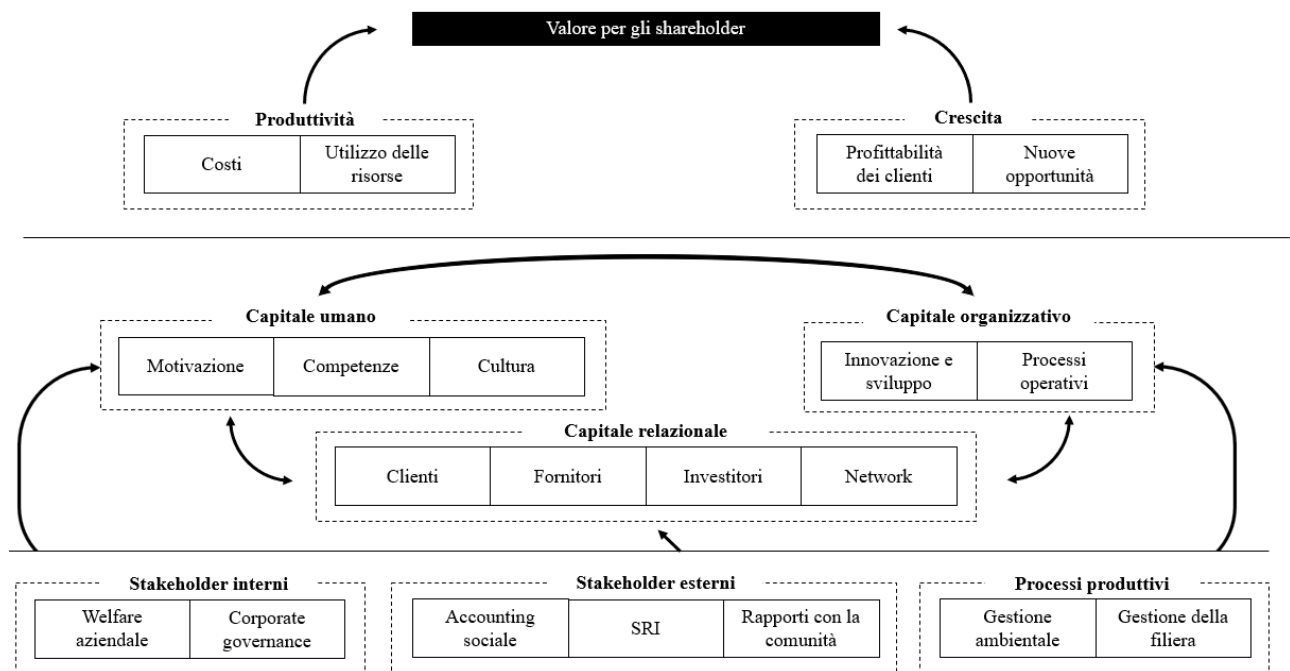 Valore per gli shareholder
Produttività
Costi
Utilizzo delle
risorse
Crescita
Profittabilità
dei clienti
Nuove
opportunità
Capitale umano
Motivazione
Competenze
Cultura
Capitale organizzativo
Innovazione e
sviluppo
Processi
operativi
Capitale relazionale
Clienti
Fornitori
Investitori
Network
Stakeholder interni
Welfare
aziendale
Corporate
governance
Stakeholder esterni
Accounting
sociale
SRI
Rapporti con la
comunità
Processi produttivi
Gestione
ambientale
Gestione della
filiera